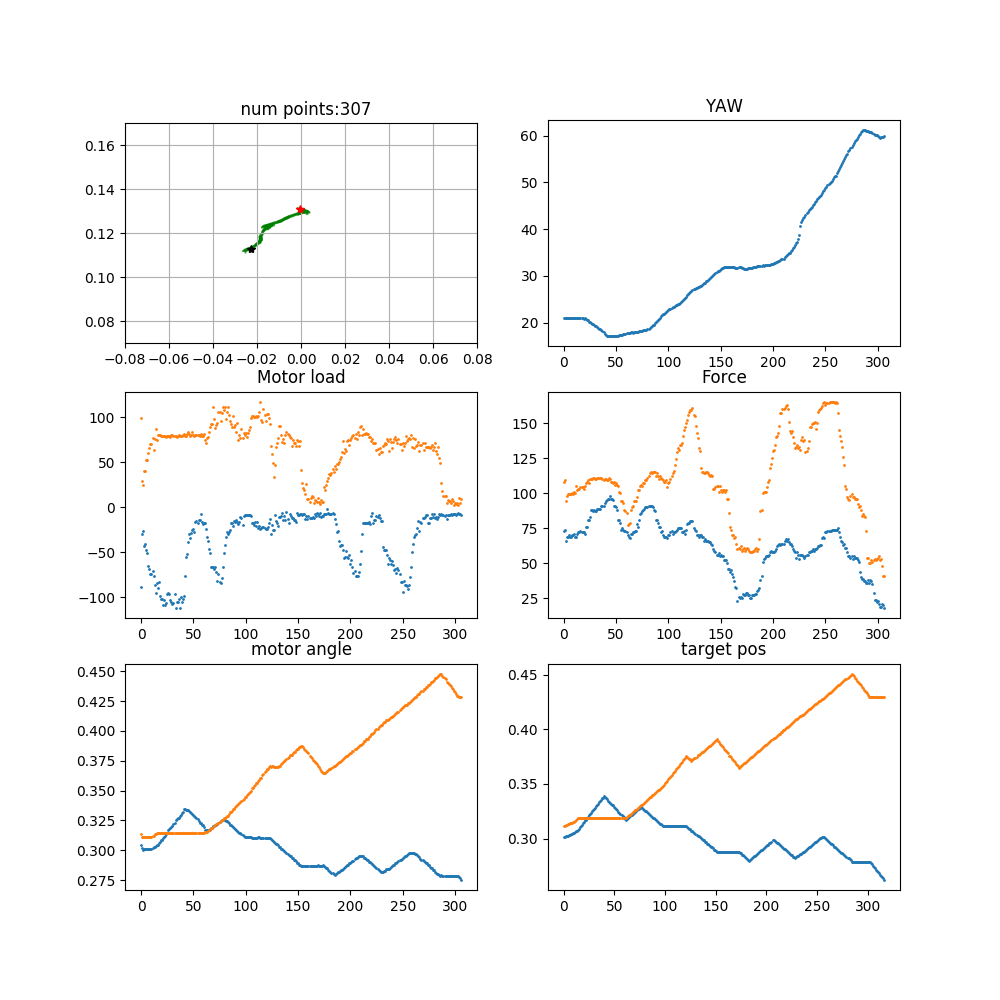 num points:307
YAW
0.16
0.14
0.12
0.10
0.08
−0.08 −0.06 −0.04 −0.02 0.00 0.02 0.04 0.06 0.08
60
50
40
30
20
0 50 100 150 200 250 300
Motor load
Force
100
50
0
−50
−100
0 50 100 150 200 250 300
150
125
100
75
50
25
0 50 100 150 200 250 300
motor angle
target pos
0.450
0.425
0.400
0.375
0.350
0.325
0.300
0.275
0 50 100 150 200 250 300
0.45
0.40
0.35
0.30
0 50 100 150 200 250 300